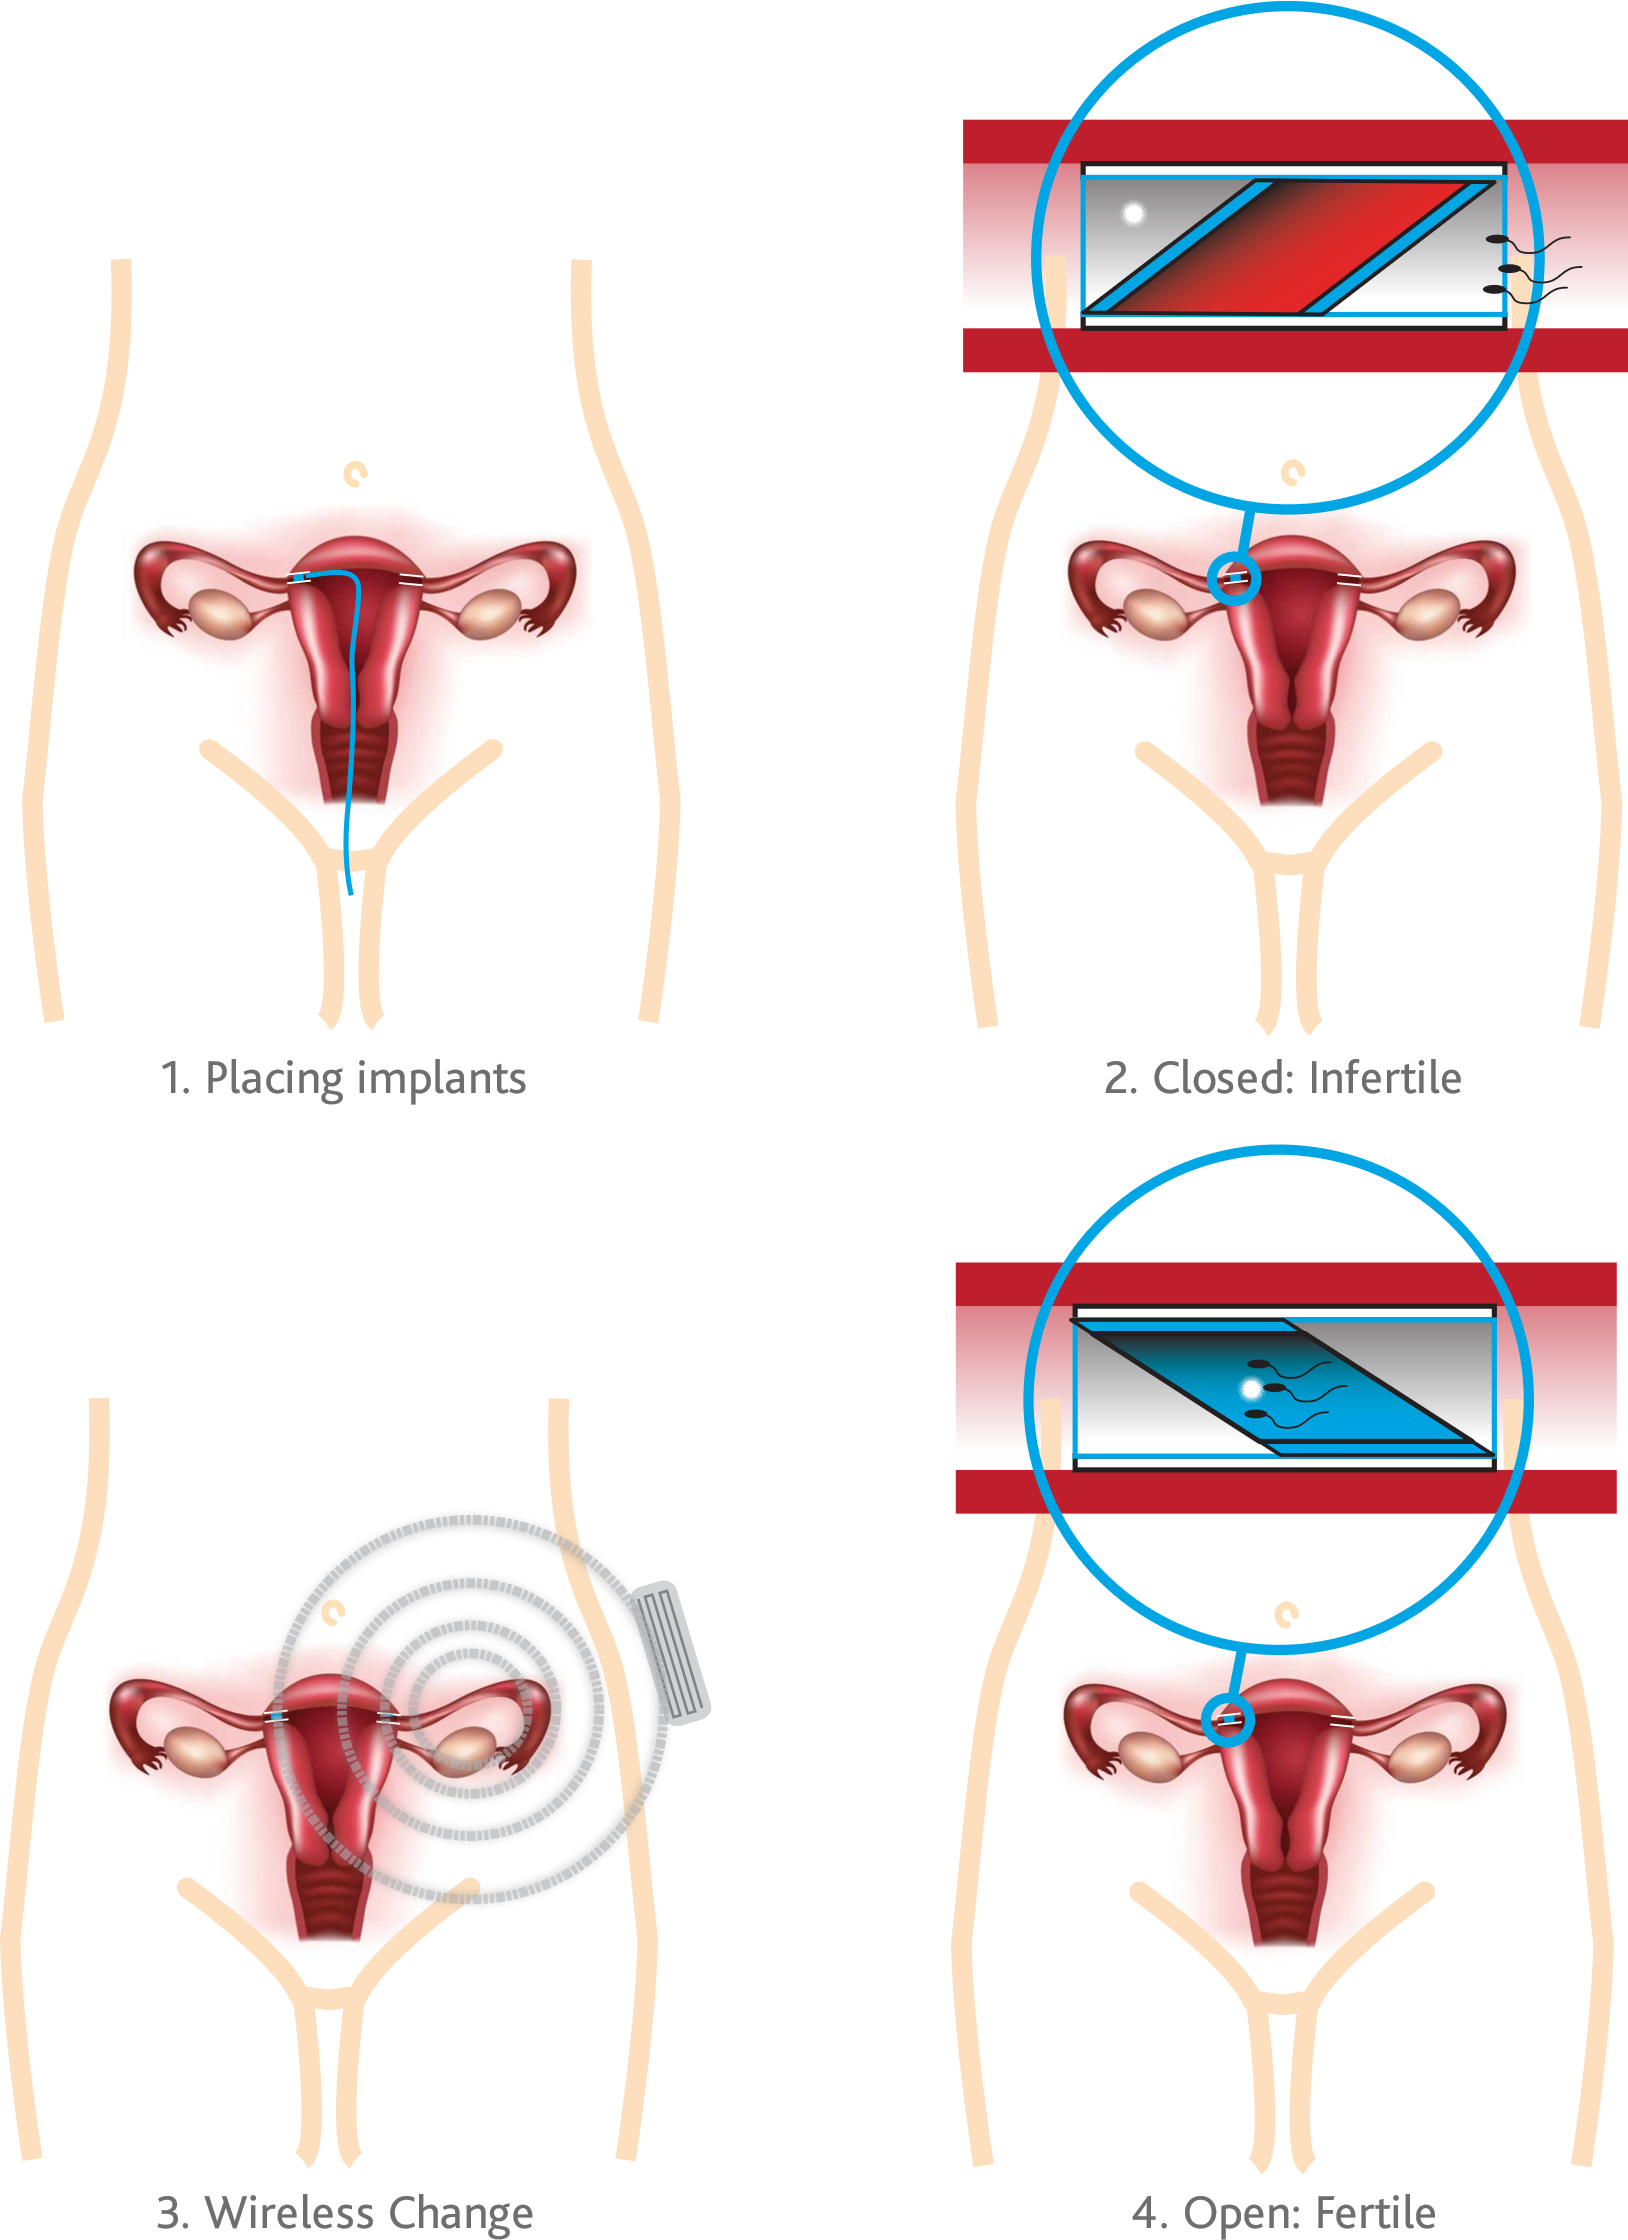 1. Placing implants
2. Closed: Infertile
3. Wireless Change
4. Open: Fertile